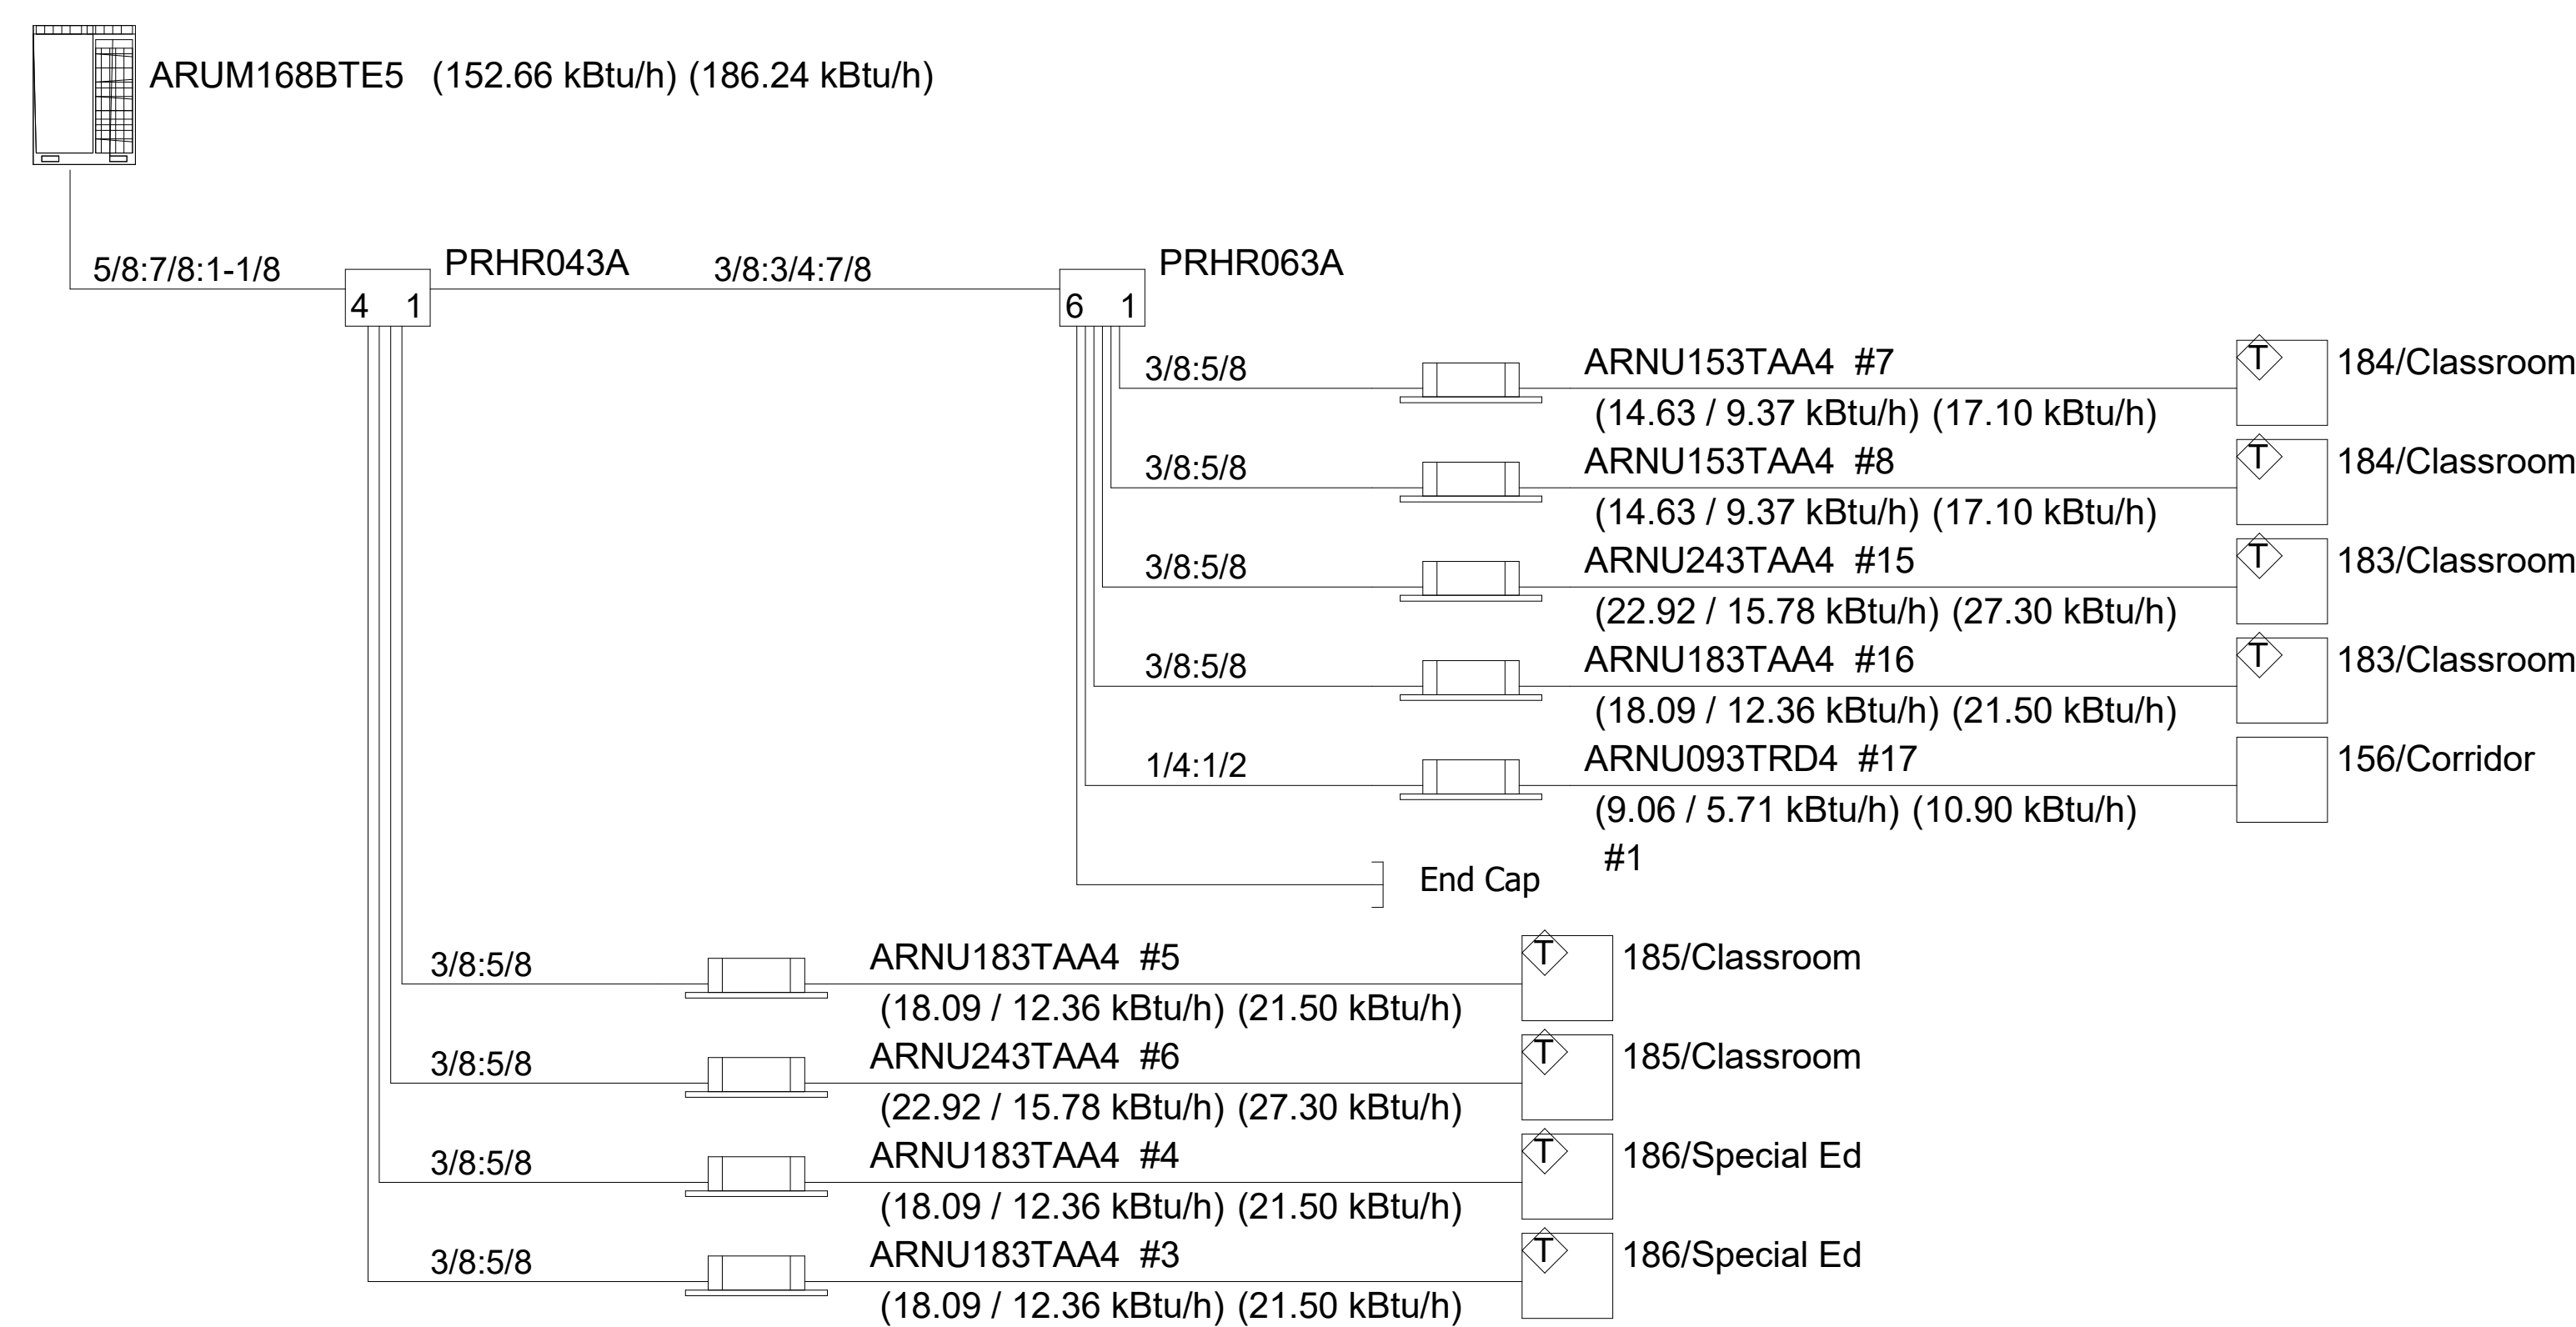 ARUM168BTE5 (152.66 kBtu/h) (186.24 kBtu/h)
5/8:7/8:1-1/8
PRHR043A
3/8:3/4:7/8
PRHR063A
4 1
6 1
3/8:5/8
ARNU153TAA4 #7
184/Classroom
(14.63 / 9.37 kBtu/h) (17.10 kBtu/h)
3/8:5/8
ARNU153TAA4 #8
184/Classroom
(14.63 / 9.37 kBtu/h) (17.10 kBtu/h)
3/8:5/8
ARNU243TAA4 #15
183/Classroom
(22.92 / 15.78 kBtu/h) (27.30 kBtu/h)
3/8:5/8
ARNU183TAA4 #16
183/Classroom
(18.09 / 12.36 kBtu/h) (21.50 kBtu/h)
1/4:1/2
ARNU093TRD4 #17
156/Corridor
(9.06 / 5.71 kBtu/h) (10.90 kBtu/h)
#1
End Cap
T
T
T
T
3/8:5/8
ARNU183TAA4 #5
185/Classroom
(18.09 / 12.36 kBtu/h) (21.50 kBtu/h)
3/8:5/8
ARNU243TAA4 #6
185/Classroom
(22.92 / 15.78 kBtu/h) (27.30 kBtu/h)
3/8:5/8
ARNU183TAA4 #4
186/Special Ed
(18.09 / 12.36 kBtu/h) (21.50 kBtu/h)
3/8:5/8
ARNU183TAA4 #3
186/Special Ed
(18.09 / 12.36 kBtu/h) (21.50 kBtu/h)
T
T
T
T